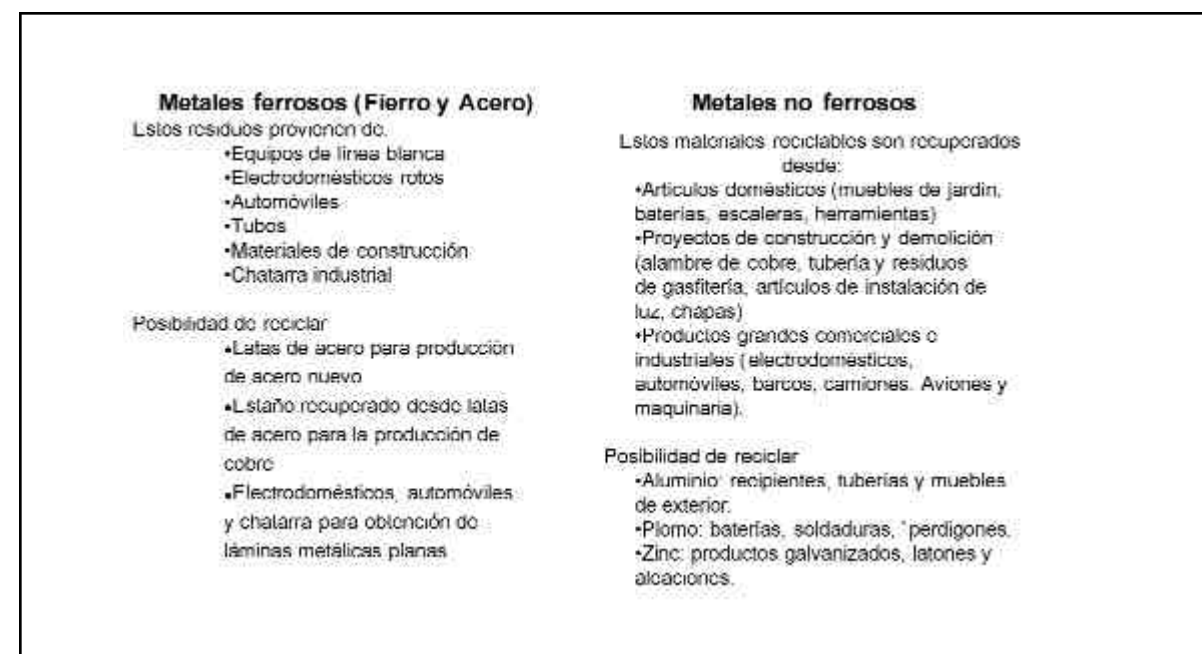 Metales ferrosos (Fierro y Acero)
Estos residuos provienen de:
•Equipos de línea blanca
•Electrodomésticos rotos
•Automóviles
•Tubos
•Materiales de construcción
•Chatarra industrial
Posibilidad de reciclar
•Latas de acero para producción
de acero nuevo
•Estaño recuperado desde latas
de acero para la producción de
cobre
•Electrodomésticos, automóviles
y chatarra para obtención de
láminas metálicas planas
Metales no ferrosos
Estos materiales reciclables son recuperados
desde:
•Artículos domésticos (muebles de jardín,
baterías, escaleras, herramientas)
•Proyectos de construcción y demolición
(alambre de cobre, tubería y residuos
de gasfitería, artículos de instalación de
luz, chapas)
•Productos grandes comerciales e
industriales (electrodomésticos,
automóviles, barcos, camiones. Aviones y
maquinaria).
Posibilidad de reciclar
•Aluminio: recipientes, tuberías y muebles
de exterior.
•Plomo: baterías, soldaduras, perdigones.
•Zinc: productos galvanizados, latones y
aleaciones.